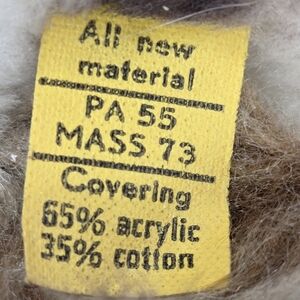 All new
material
PA 55
MASS 73
Covering
65% acrylic
35% cotton